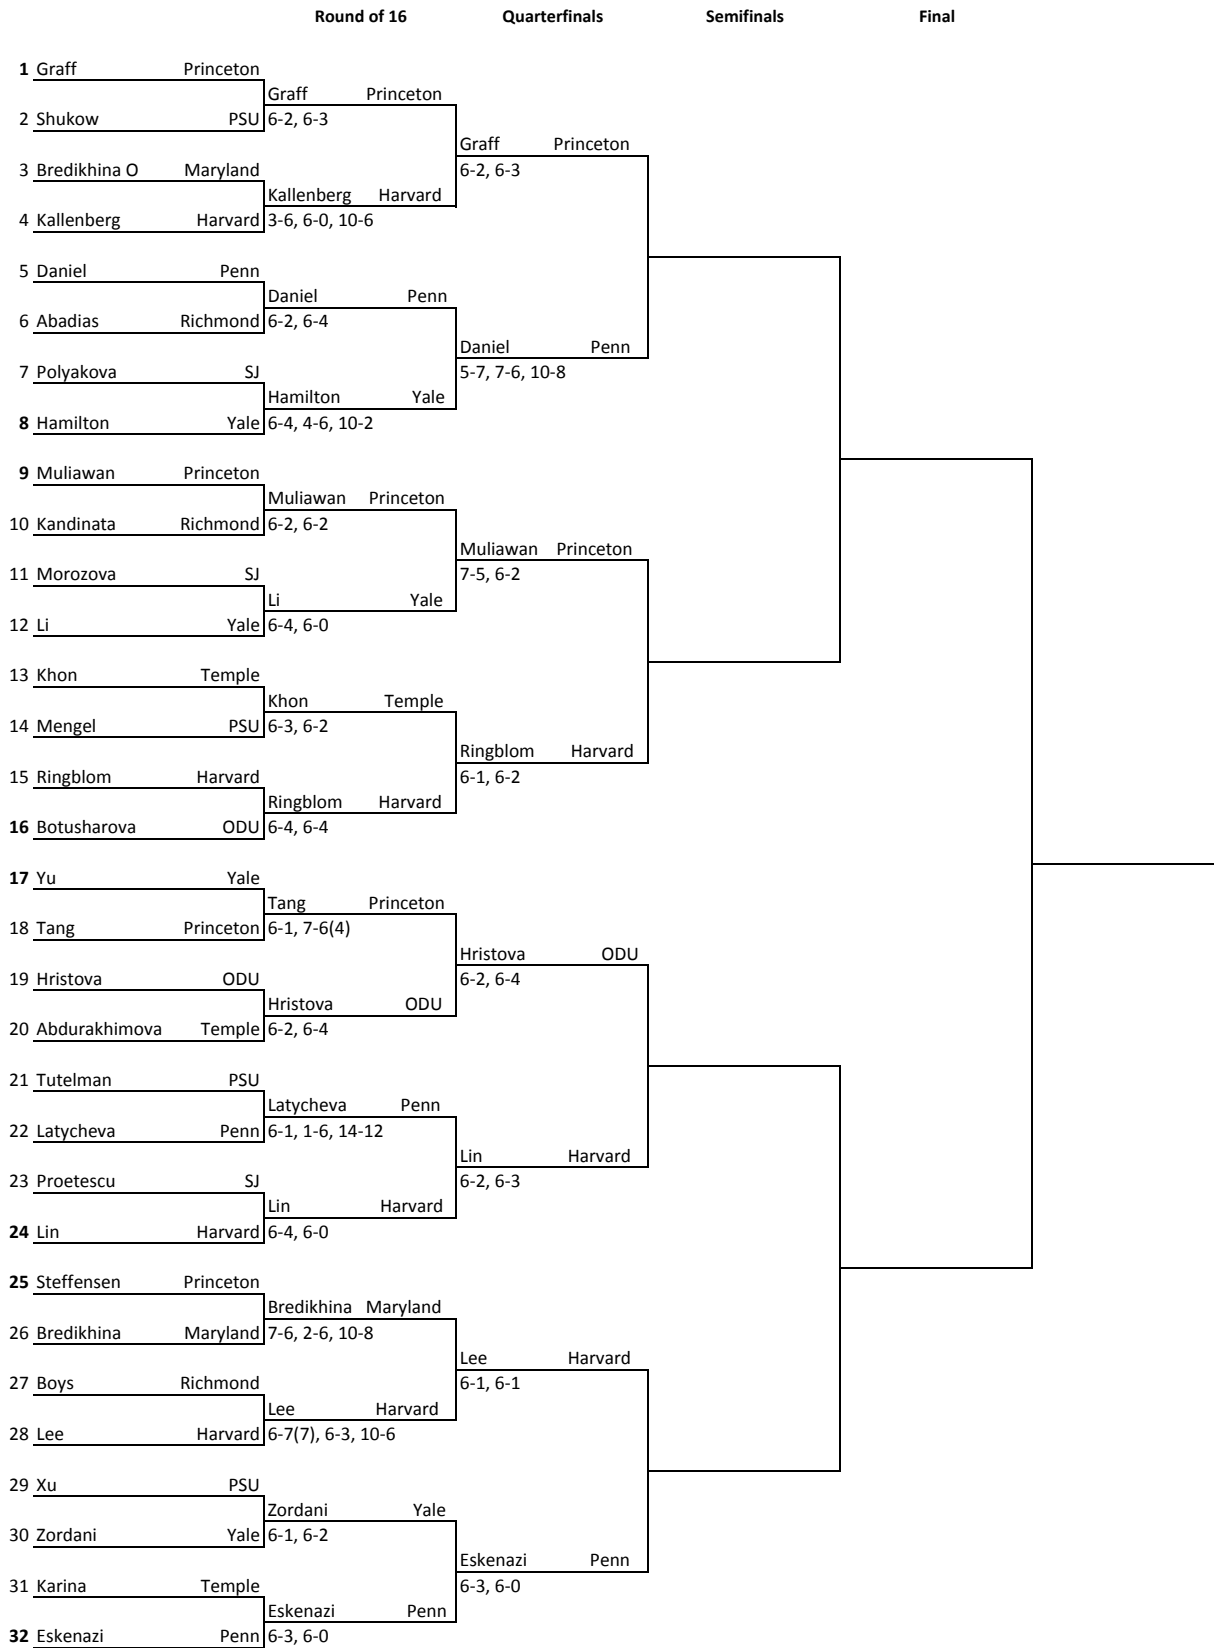 Round of 16 Quarterfinals Semifinals Final
1 Graff Princeton
Graff Princeton
2 Shukow PSU 6-2, 6-3
Graff Princeton
3 Bredikhina O Maryland 6-2, 6-3
Kallenberg Harvard
4 Kallenberg Harvard 3-6, 6-0, 10-6
5 Daniel Penn
Daniel Penn
6 Abadias Richmond 6-2, 6-4
Daniel Penn
7 Polyakova SJ 5-7, 7-6, 10-8
Hamilton Yale
8 Hamilton Yale 6-4, 4-6, 10-2
9 Muliawan Princeton
Muliawan Princeton
10 Kandinata Richmond 6-2, 6-2
Muliawan Princeton
11 Morozova SJ 7-5, 6-2
Li Yale
12 Li Yale 6-4, 6-0
13 Khon Temple
Khon Temple
14 Mengel PSU 6-3, 6-2
Ringblom Harvard
15 Ringblom Harvard 6-1, 6-2
Ringblom Harvard
16 Botusharova ODU 6-4, 6-4
17 Yu Yale
Tang Princeton
18 Tang Princeton 6-1, 7-6(4)
Hristova ODU
19 Hristova ODU 6-2, 6-4
Hristova ODU
20 Abdurakhimova Temple 6-2, 6-4
21 Tutelman PSU
Latycheva Penn
22 Latycheva Penn 6-1, 1-6, 14-12
Lin Harvard
23 Proetescu SJ 6-2, 6-3
Lin Harvard
24 Lin Harvard 6-4, 6-0
25 Steffensen Princeton
Bredikhina Maryland
26 Bredikhina Maryland 7-6, 2-6, 10-8
Lee Harvard
27 Boys Richmond 6-1, 6-1
Lee Harvard
28 Lee Harvard 6-7(7), 6-3, 10-6
29 Xu PSU
Zordani Yale
30 Zordani Yale 6-1, 6-2
Eskenazi Penn
31 Karina Temple 6-3, 6-0
Eskenazi Penn
32 Eskenazi Penn 6-3, 6-0